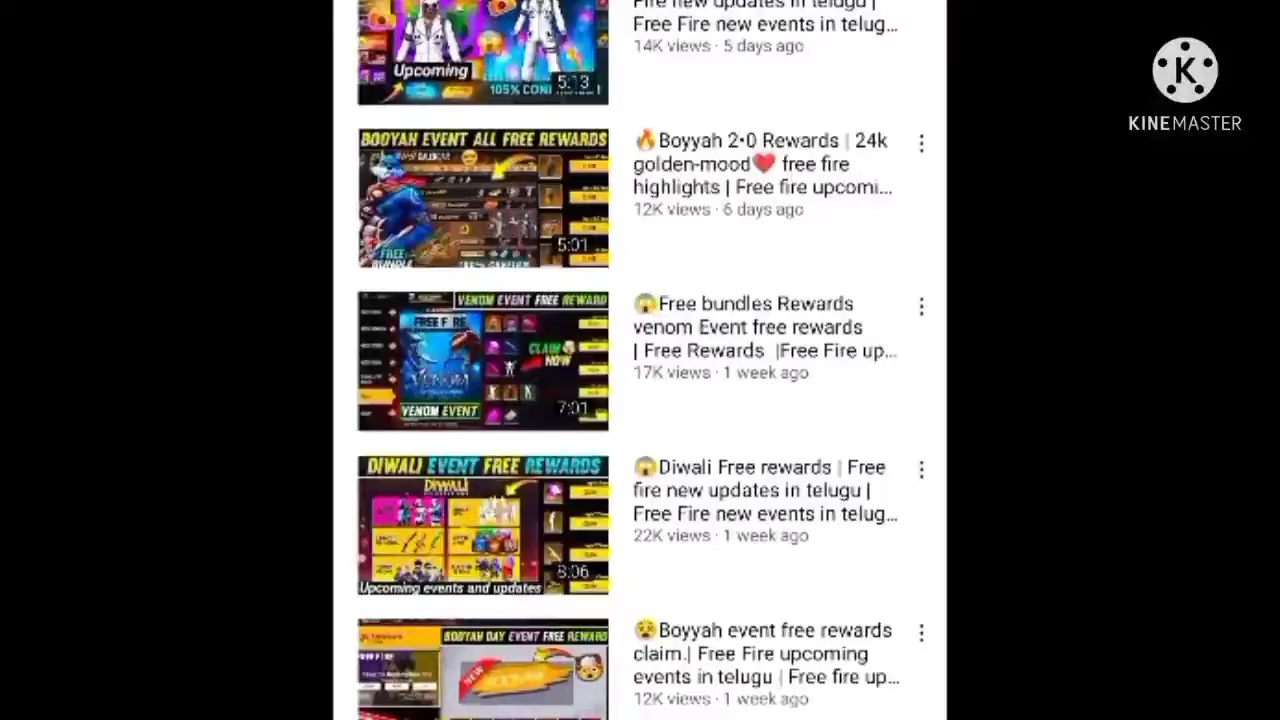 Free Fire new events in telug...
14K views · 5 days ago
Upcoming
5:13
KINEMASTER
BOOYAH EVENT ALL FREE REWARDS
5:01
🔥Boyyah 2•0 Rewards | 24k
golden-mood❤️ free fire
highlights | Free fire upcomi...
12K views · 6 days ago
VENOM EVENT FREE REWARD
FREE FIRE
VENOM
CLAIM
NOW
VENOM EVENT
7:01
😱Free bundles Rewards
venom Event free rewards
| Free Rewards |Free Fire up...
17K views · 1 week ago
DIWALI EVENT FREE REWARDS
DIWALI
8:06
Upcoming events and updates
😱Diwali Free rewards | Free
fire new updates in telugu |
Free Fire new events in telug...
22K views · 1 week ago
BOOYAH DAY EVENT FREE REWARD
NEW
😵Boyyah event free rewards
claim.| Free Fire upcoming
events in telugu | Free fire up...
12K views · 1 week ago